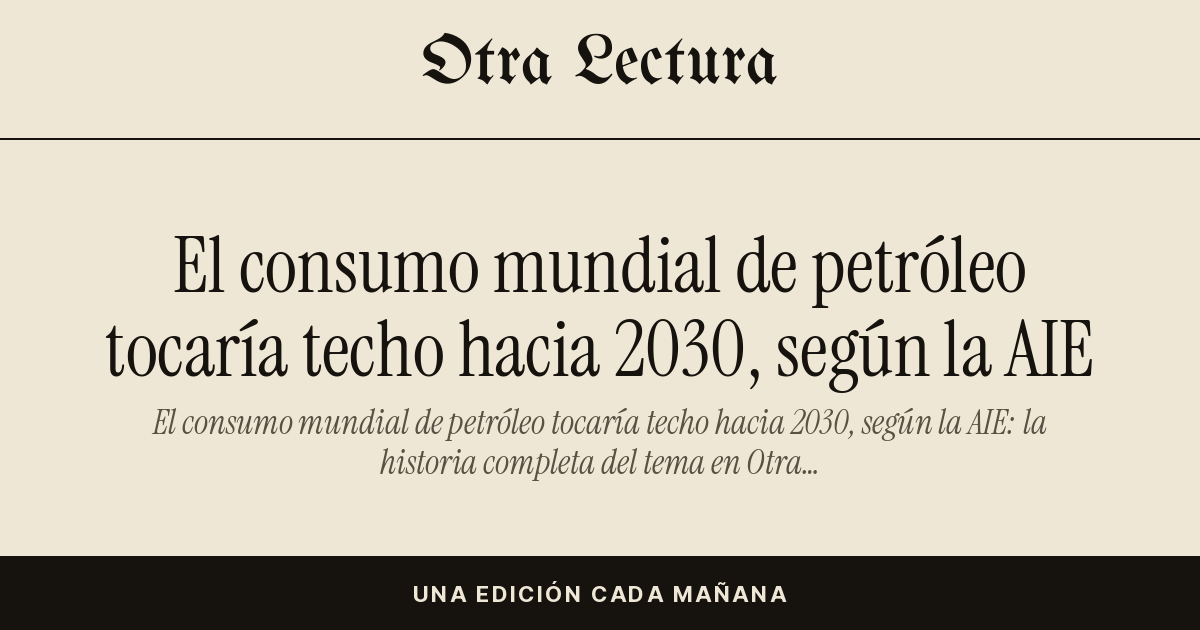 Otra Lectura
El consumo mundial de petróleo
tocaría techo hacia 2030, según la AIE
El consumo mundial de petróleo tocaría techo hacia 2030, según la AIE: la
historia completa del tema en Otra...
UNA EDICIÓN CADA MAÑANA